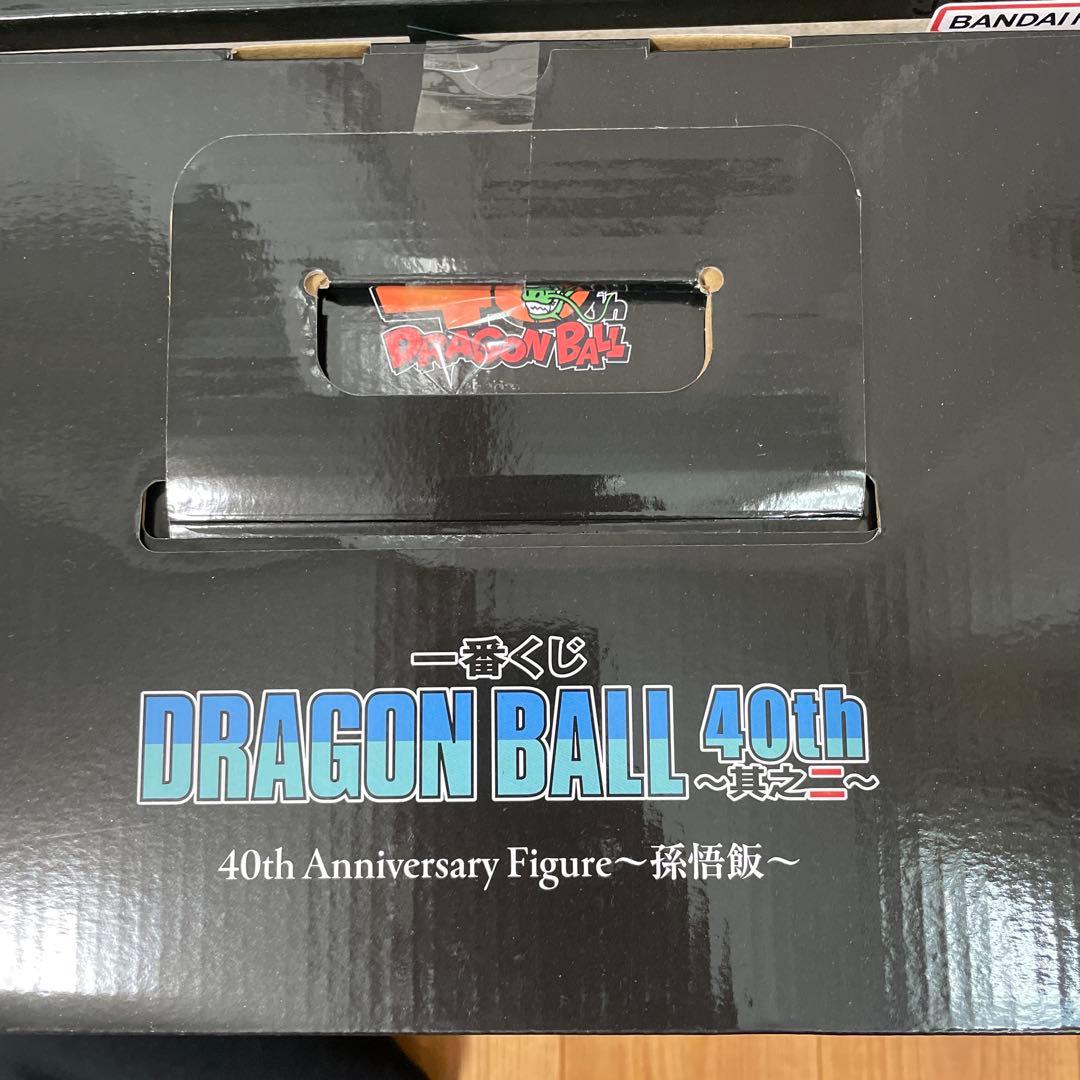 BANDAI
th
DRAGON BALL
一番くじ
DRAGON BALL 40th
～其之二～
40th Anniversary Figure～孫悟飯～